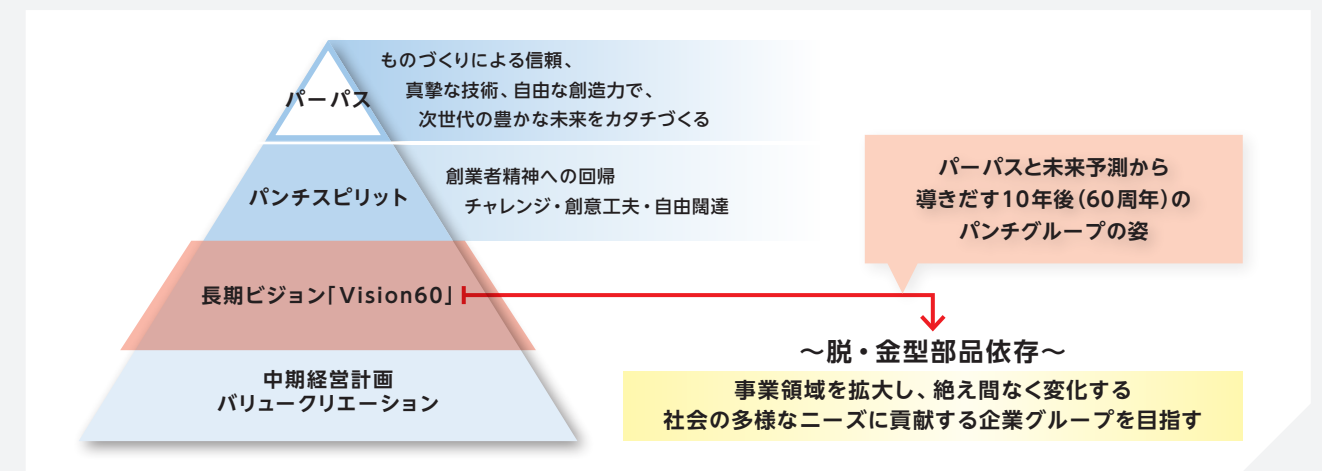 パーパス
ものづくりによる信頼、
真摯な技術、自由な創造力で、
次世代の豊かな未来をカタチづくる
パンチスピリット
創業者精神への回帰
チャレンジ・創意工夫・自由闊達
パーパスと未来予測から
導きだす10年後(60周年)の
パンチグループの姿
長期ビジョン「Vision60」
～脱・金型部品依存～
事業領域を拡大し、絶え間なく変化する
社会の多様なニーズに貢献する企業グループを目指す
中期経営計画
バリュークリエーション